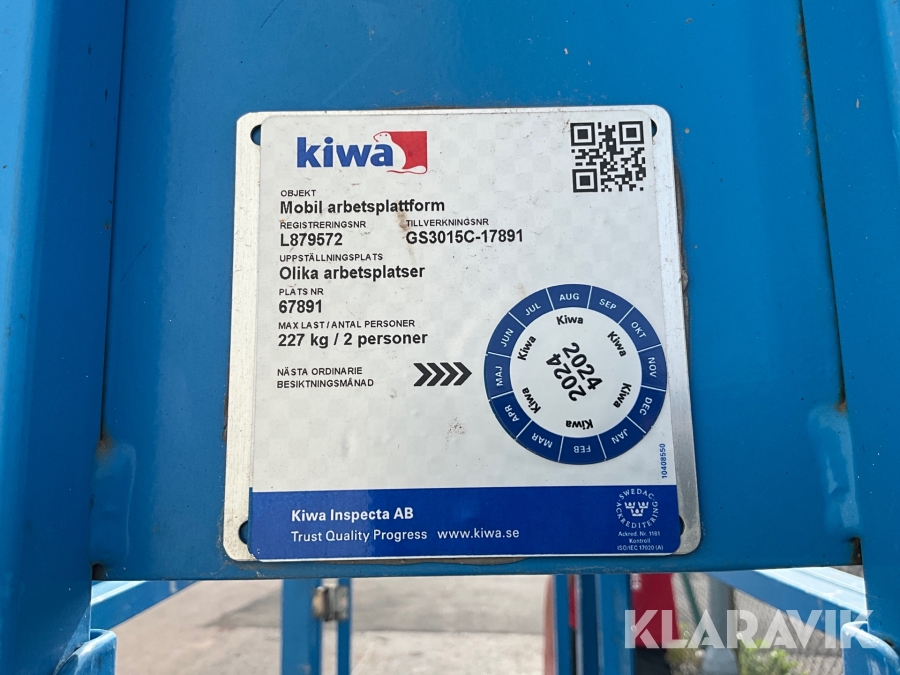 kiwa
OBJEKT
Mobil arbetsplattform
REGISTRERINGSNR TILLVERKNINGSNR
L879572 GS3015C-17891
UPPSTÄLLNINGSPLATS
Olika arbetsplatser
PLATS NR
67891
MAX LAST / ANTAL PERSONER
227 kg / 2 personer
NÄSTA ORDINARIE
BESIKTNINGSMÅNAD
AUG SEP OKT NOV DEC JAN FEB MAR APR MAJ JUN JUL
Kiwa Kiwa Kiwa Kiwa Kiwa Kiwa
2024
2024
10408550
Kiwa Inspecta AB
Trust Quality Progress www.kiwa.se
SWEDAC
ACKREDITERING
Ackred. Nr. 1181
Kontroll
ISO/IEC 17020 (A)
KLARAVIK